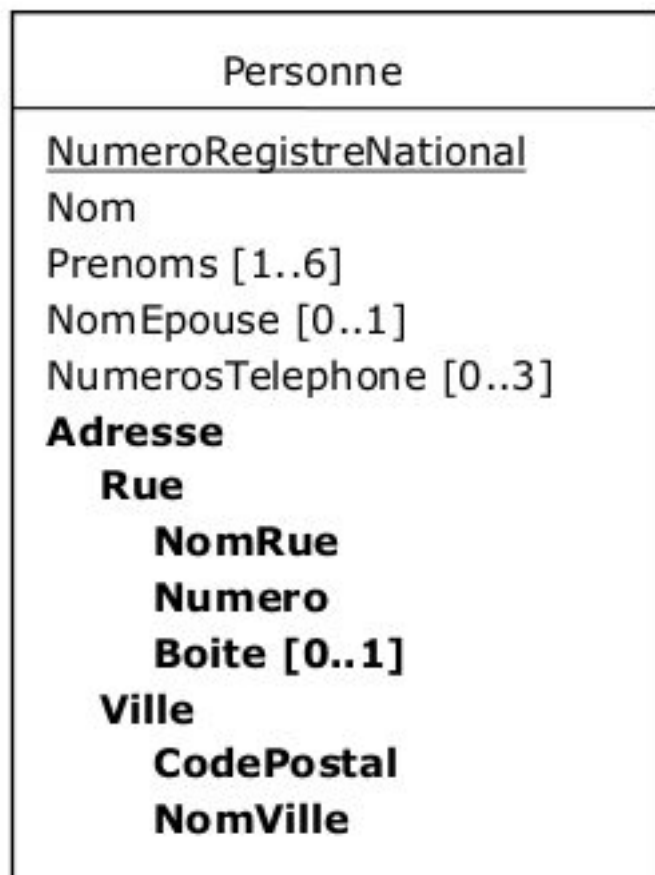 Personne
NumeroRegistreNational
Nom
Prenoms [1..6]
NomEpouse [0..1]
NumerosTelephone [0..3]
Adresse
Rue
NomRue
Numero
Boite [0..1]
Ville
CodePostal
NomVille